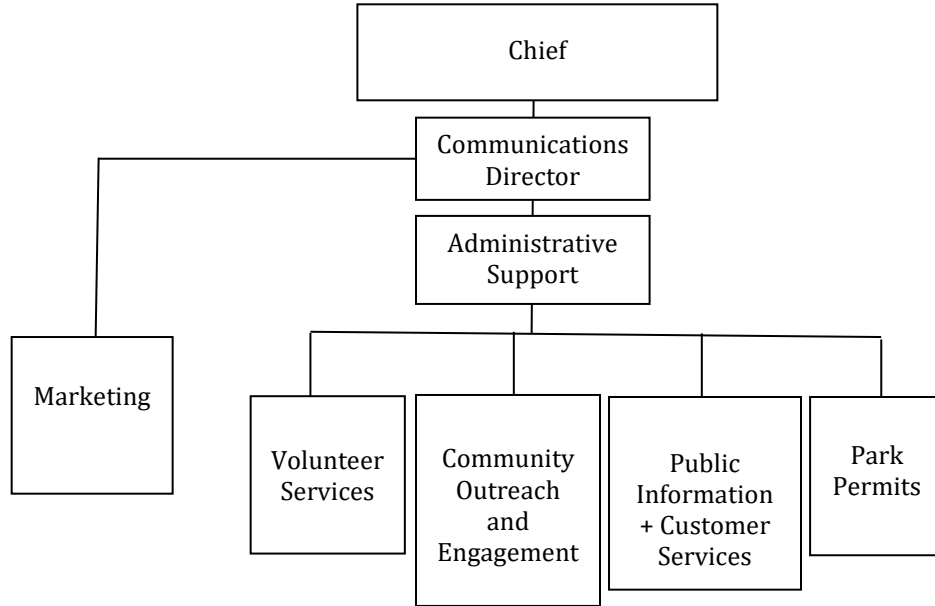 Chief
Communications
Director
Administrative
Support
Marketing
Volunteer
Services
Community
Outreach
and
Engagement
Public
Information
+ Customer
Services
Park
Permits